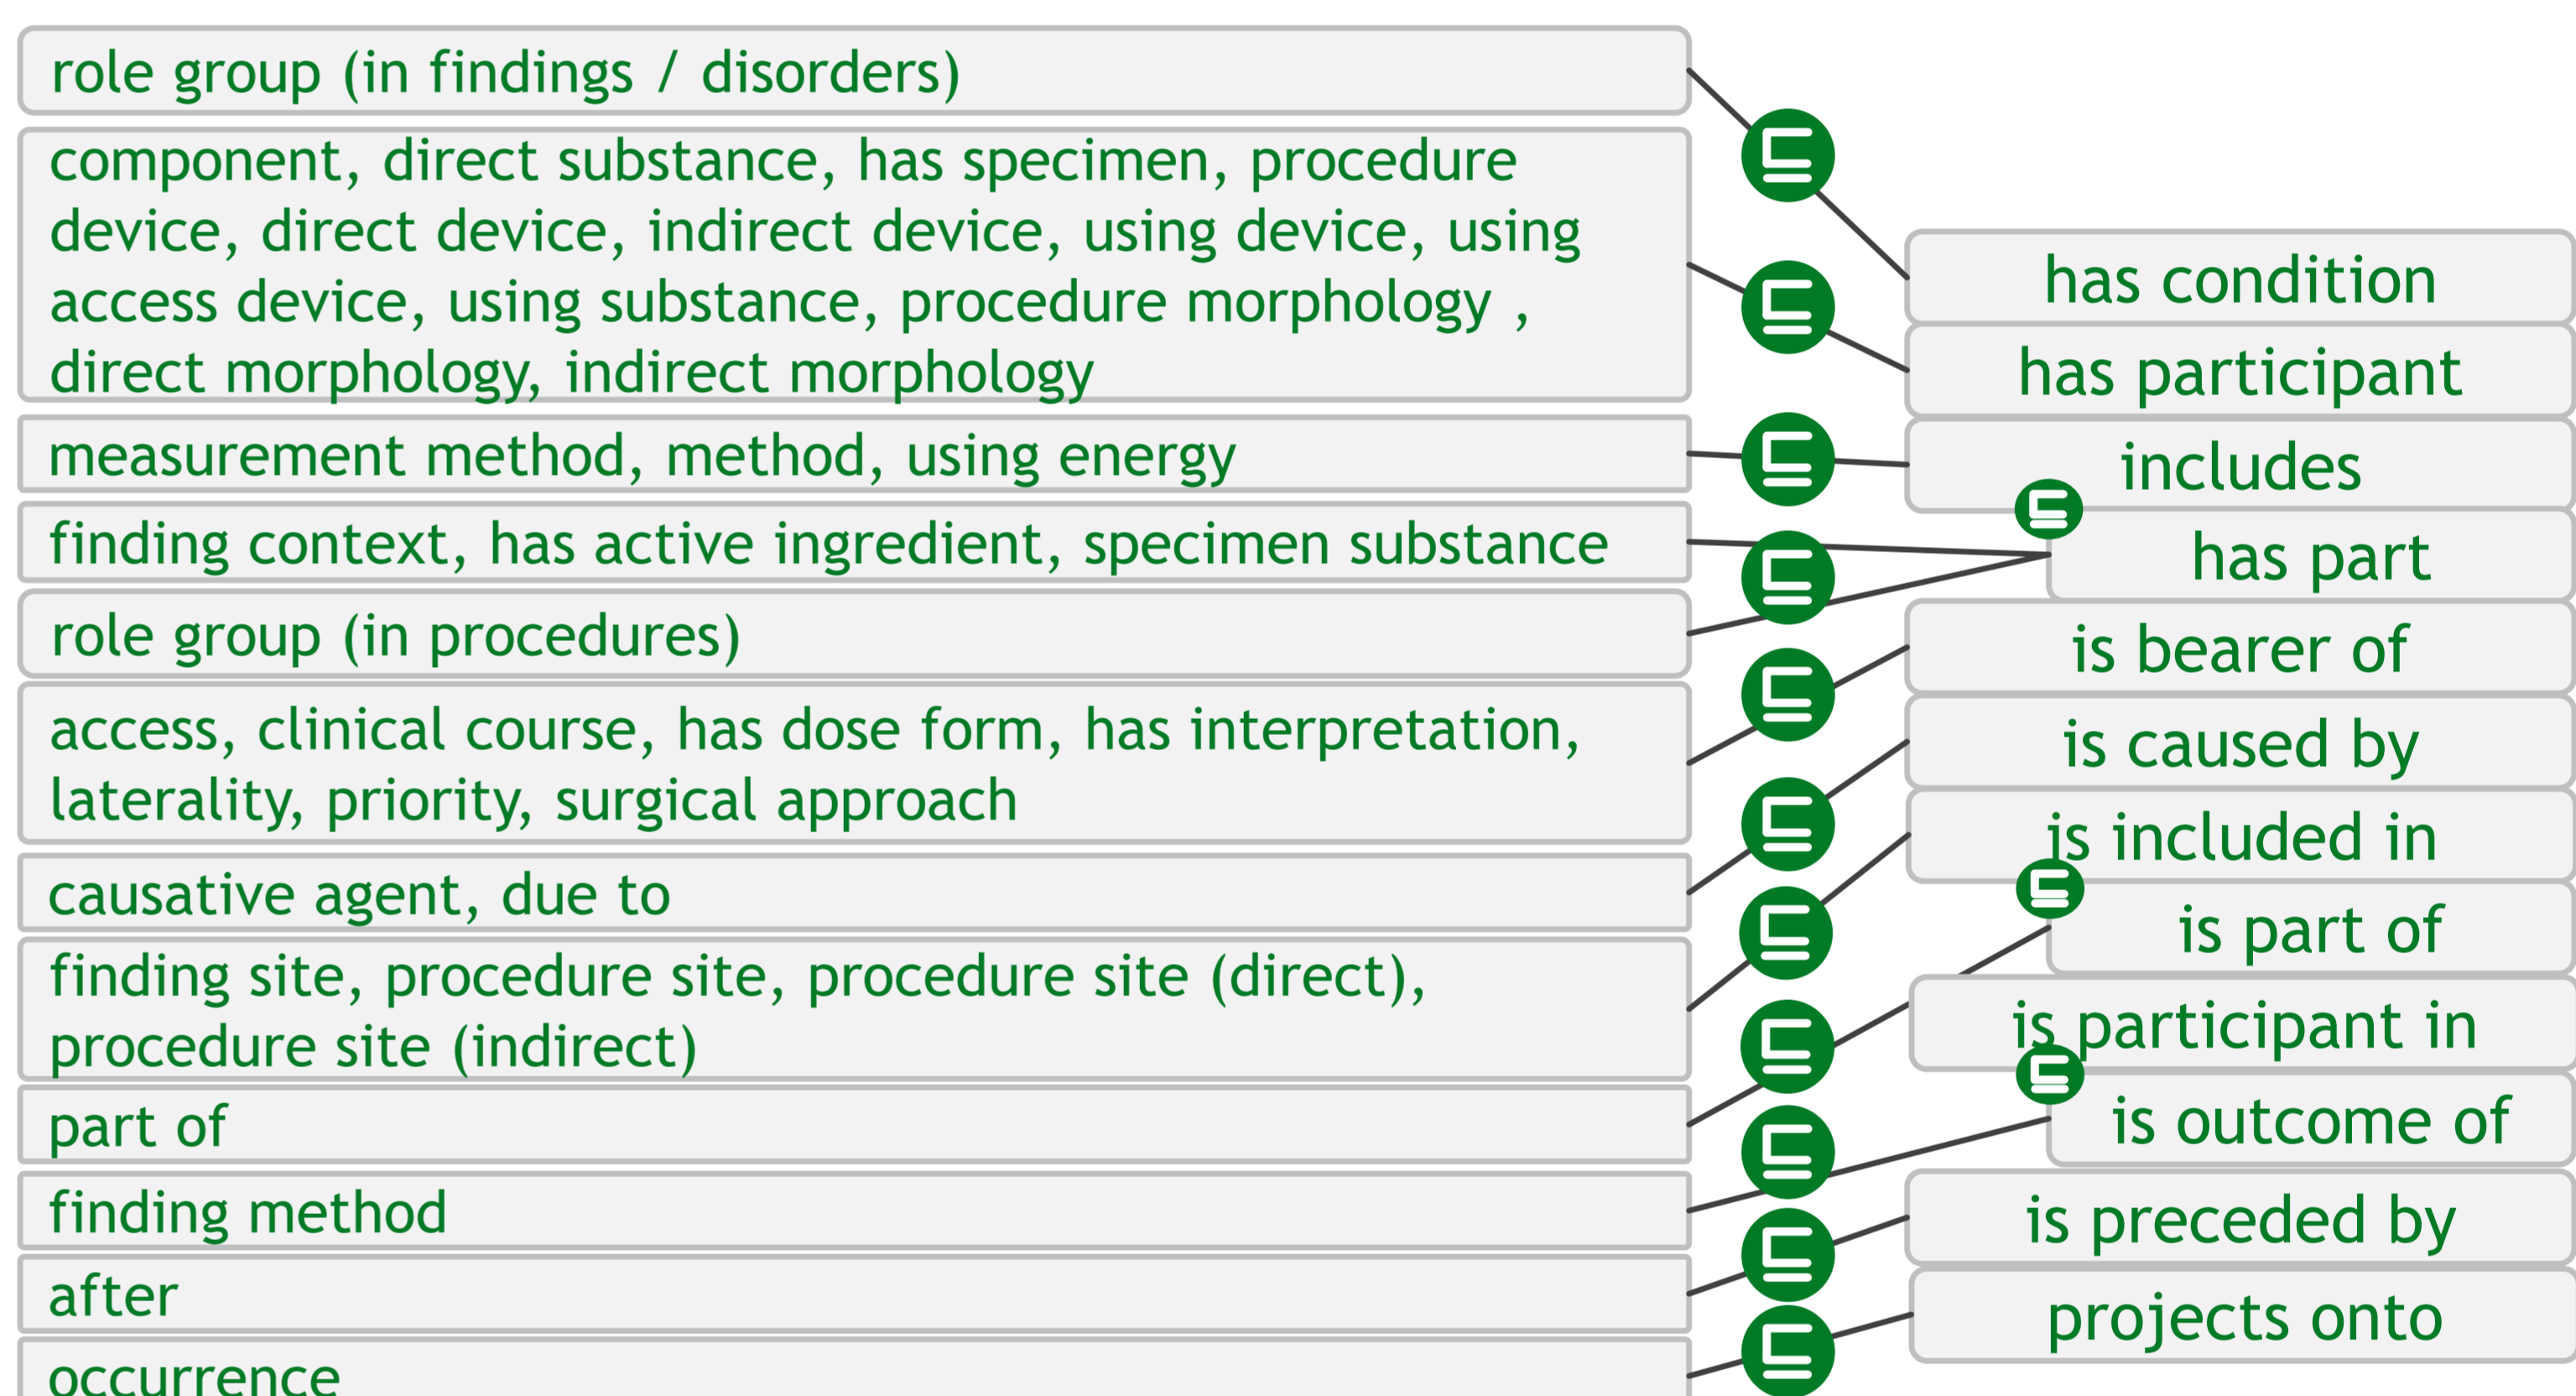 role group (in findings / disorders)
component, direct substance, has specimen, procedure
device, direct device, indirect device, using device, using
access device, using substance, procedure morphology ,
direct morphology, indirect morphology
measurement method, method, using energy
finding context, has active ingredient, specimen substance
role group (in procedures)
access, clinical course, has dose form, has interpretation,
laterality, priority, surgical approach
causative agent, due to
finding site, procedure site, procedure site (direct),
procedure site (indirect)
part of
finding method
after
occurrence
⊑
⊑
⊑
⊑
⊑
⊑
⊑
⊑
⊑
⊑
⊑
has condition
has participant
includes
⊑
has part
is bearer of
is caused by
is included in
⊑
is part of
is participant in
⊑
is outcome of
is preceded by
projects onto